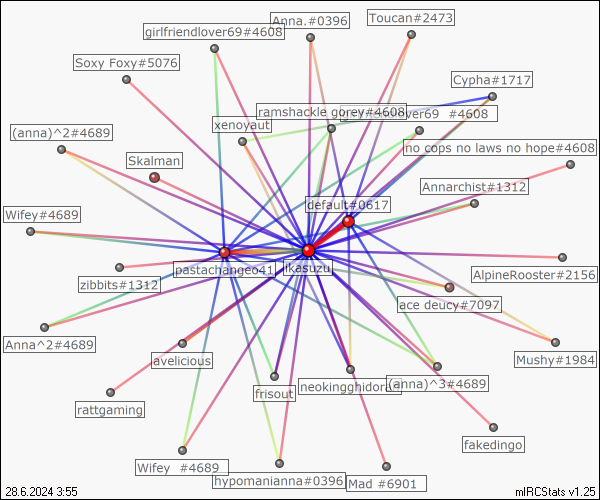 Anna.#0396
Toucan#2473
girlfriendlover69#4608
Soxy Foxy#5076
Cypha#1717
ramshackle gorey#4608
69 #4608
xenoyaut
(anna)^2#4689
no cops no laws no hope#4608
Skalman
Annarchist#1312
default#0617
Wifey#4689
pastachangeo41
ikasuzu
AlpineRooster#2156
zibbits#1312
ace deucy#7097
Anna^2#4689
avelicious
Mushy#1984
frisout
(anna)^3#4689
rattgaming
fakedingo
Wifey #4689
hypomanianna#0396
Mad #6901
28.6.2024 3:55
mIRCStats v1.25